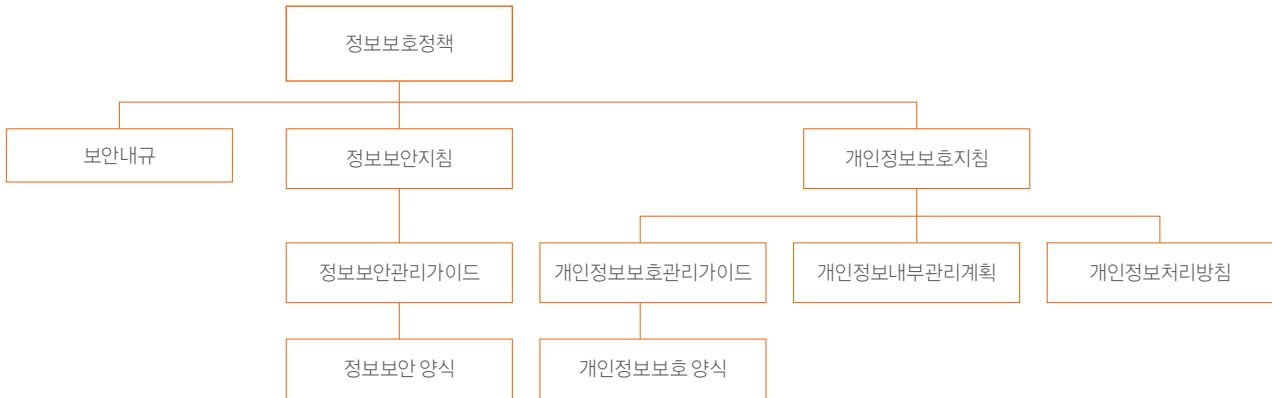 정보보호정책
보안내규
정보보안지침
개인정보보호지침
정보보안관리가이드
개인정보보호관리가이드
개인정보내부관리계획
개인정보처리방침
정보보안 양식
개인정보보호 양식